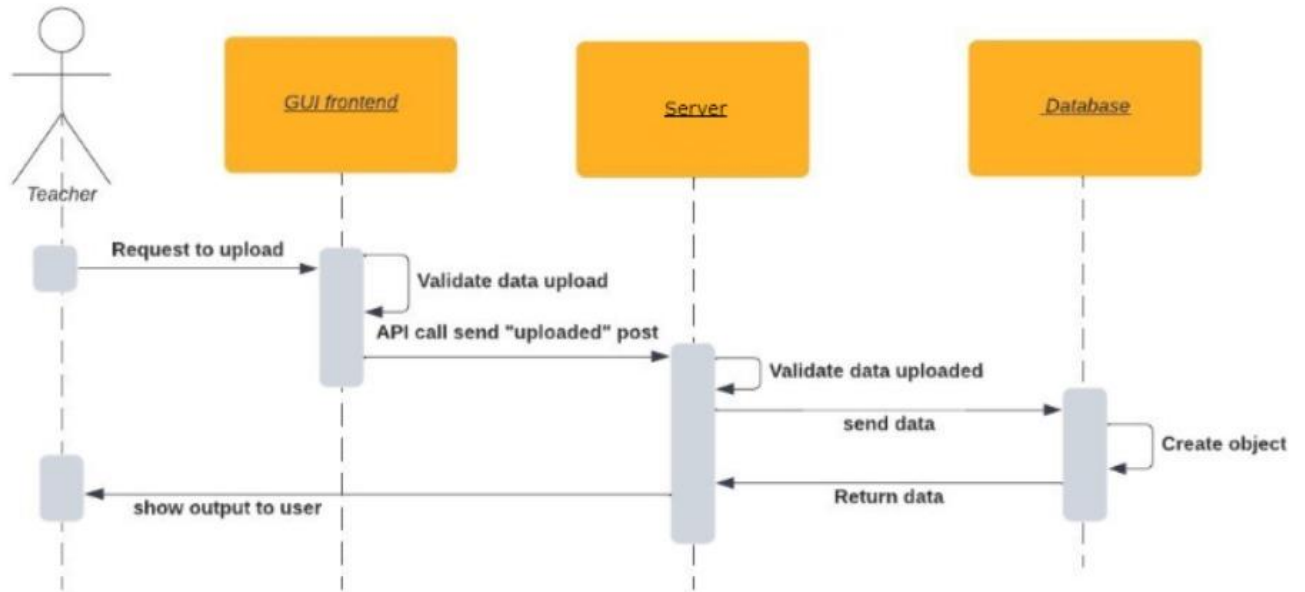 GUI frontend
Server
Database
Teacher
Request to upload
Validate data upload
API call send "uploaded" post
Validate data uploaded
send data
Create object
Return data
show output to user